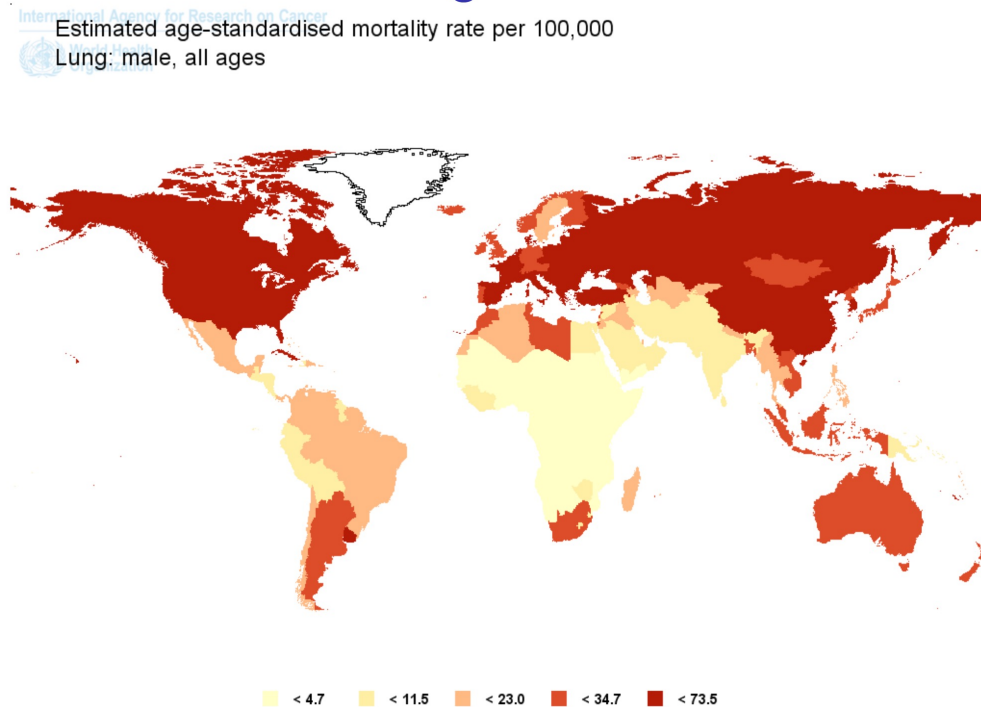 International Agency for Research on Cancer
Estimated age-standardised mortality rate per 100,000
World Health
Organization
Lung: male, all ages
< 4.7
< 11.5
< 23.0
< 34.7
< 73.5